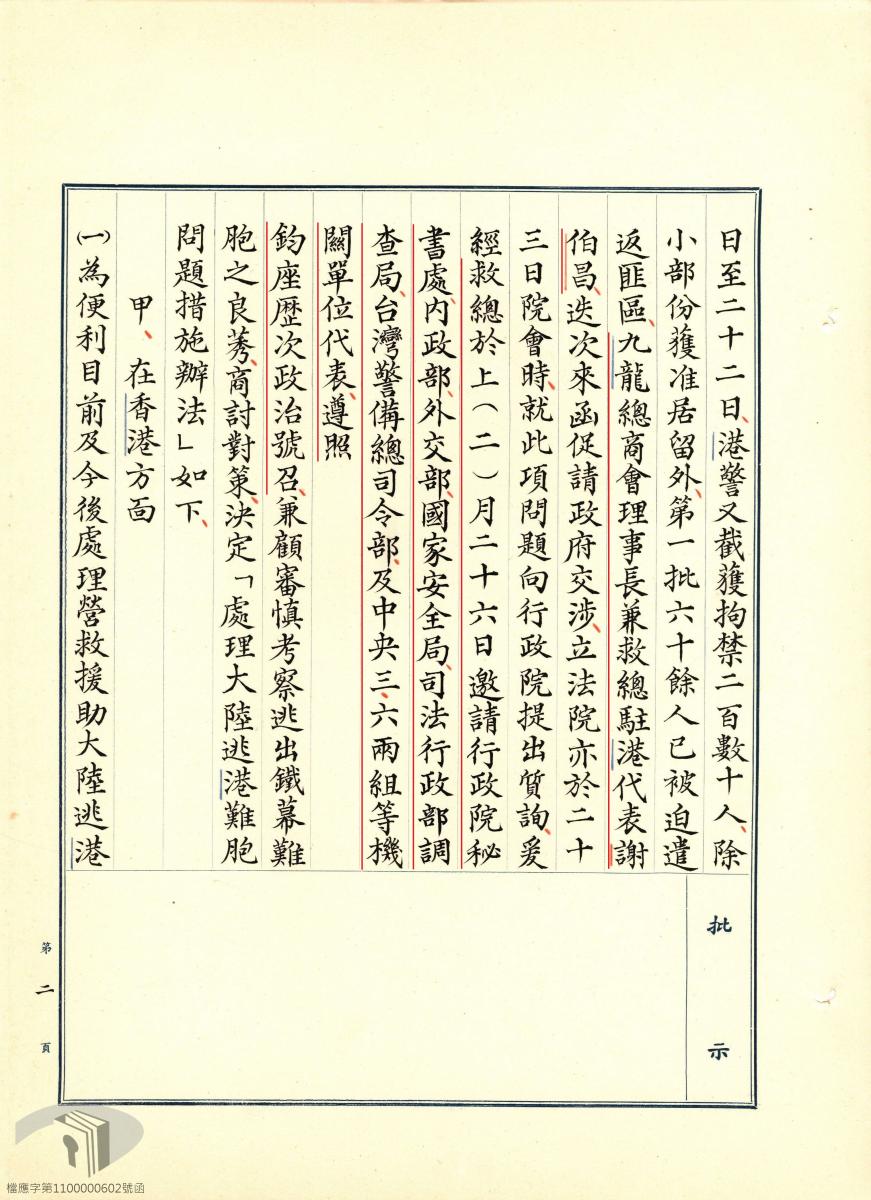 日至二十二日、港警又截獲拘禁二百數十人、除
小部份獲准居留外、第一批六十餘人已被迫遣
返匪區、九龍總商會理事長兼救總駐港代表謝
伯昌、迭次來函促請政府交涉、立法院亦於二十
三日院會時、就此項問題向行政院提出質詢、爰
經救總於上(二)月二十六日邀請行政院秘
書處、內政部、外交部、國家安全局、司法行政部調
查局、台灣警備總司令部、及中央三、六兩組等機
關單位代表、遵照
鈞座歷次政治號召、兼顧審慎考察逃出鐵幕難
胞之良莠、商討對策、決定「處理大陸逃港難胞
問題措施辦法」如下、
甲、在香港方面
㈠為便利目前及今後處理營救援助大陸逃港
批示
第二頁
檔應字第1100000602號函